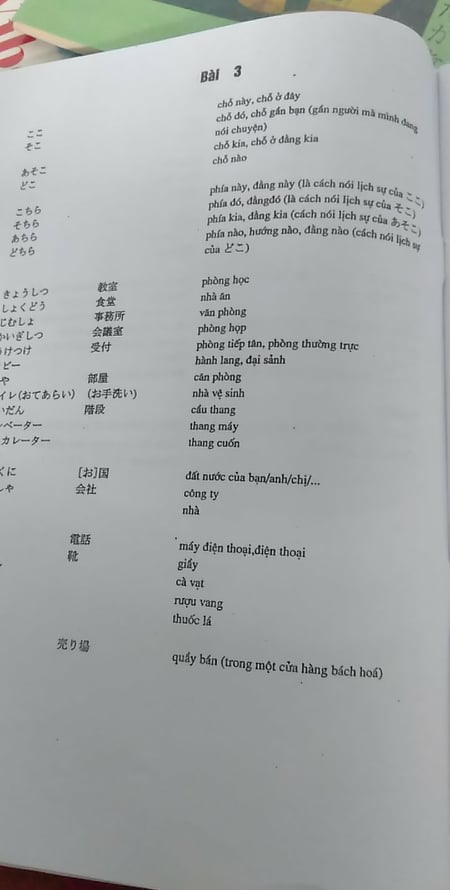 Bài 3
ここ chỗ này, chỗ ở đây
そこ chỗ đó, chỗ gần bạn (gần người mà mình đang
nói chuyện)
あそこ chỗ kia, chỗ ở đằng kia
どこ chỗ nào
こちら phía này, đằng này (là cách nói lịch sự của ここ)
そちら phía đó, đằngđó (là cách nói lịch sự của そこ)
あちら phía kia, đằng kia (cách nói lịch sự của あそこ)
どちら phía nào, hướng nào, đằng nào (cách nói lịch sự
của どこ)
きょうしつ 教室 phòng học
しょくどう 食堂 nhà ăn
じむしょ 事務所 văn phòng
かいぎしつ 会議室 phòng họp
うけつけ 受付 phòng tiếp tân, phòng thường trực
ビー hành lang, đại sảnh
や 部屋 căn phòng
イレ(おてあらい) (お手洗い) nhà vệ sinh
いだん 階段 cầu thang
ベーター thang máy
カレーター thang cuốn
くに [お]国 đất nước của bạn/anh/chị/...
しゃ 会社 công ty
nhà
電話 máy điện thoại,điện thoại
靴 giầy
cà vạt
rượu vang
thuốc lá
売り場 quầy bán (trong một cửa hàng bách hoá)